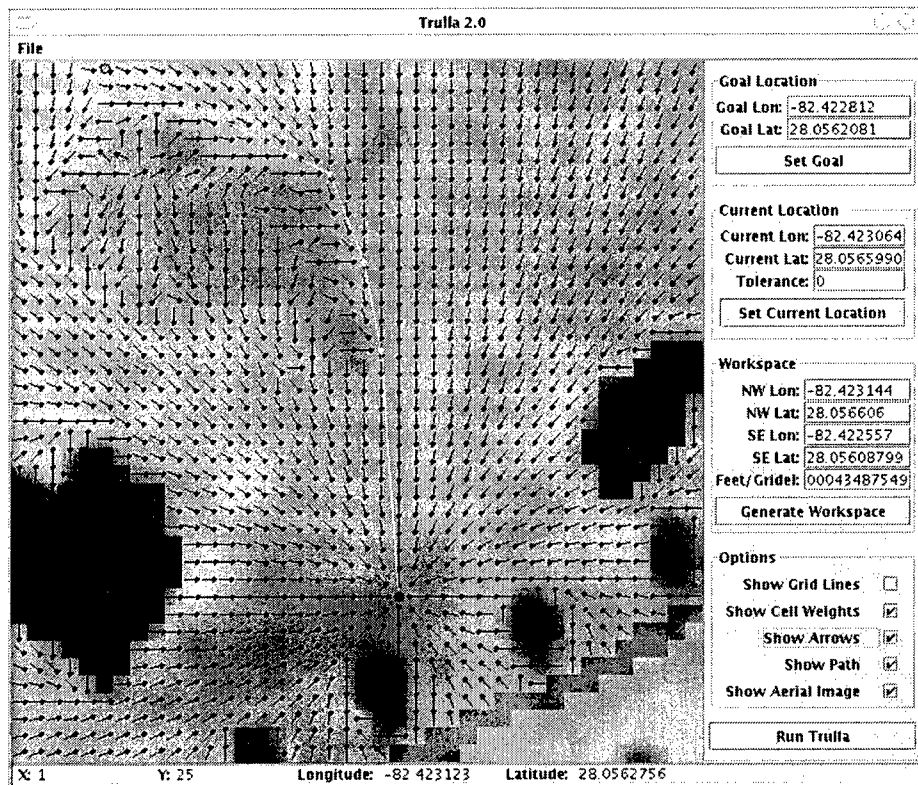 Trulla 2.0
File
Goal Location
Goal Lon: -82.422812
Goal Lat: 28.0562081
Set Goal
Current Location
Current Lon: -82.423064
Current Lat: 28.0565990
Tolerance: 0
Set Current Location
Workspace
NW Lon: -82.423144
NW Lat: 28.056606
SE Lon: -82.422557
SE Lat: 28.05608799
Feet/Gridel: 00043487549
Generate Workspace
Options
Show Grid Lines
Show Cell Weights
Show Arrows
Show Path
Show Aerial Image
Run Trulla
X: 1 Y: 25 Longitude: -82.423123 Latitude: 28.0562756